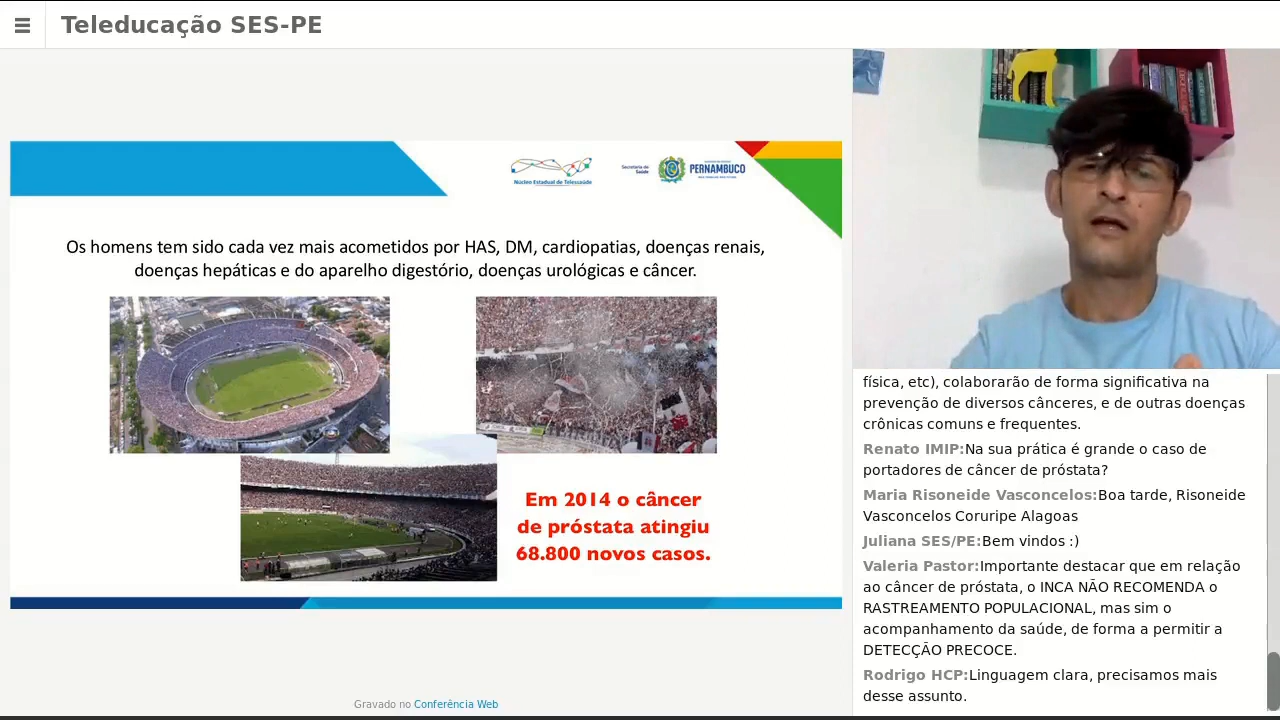 Teleducação SES-PE
Núcleo Estadual de Telessaúde
Secretaria de
Saúde
PERNAMBUCO
Os homens tem sido cada vez mais acometidos por HAS, DM, cardiopatias, doenças renais,
doenças hepáticas e do aparelho digestório, doenças urológicas e câncer.
Em 2014 o câncer
de próstata atingiu
68.800 novos casos.
Gravado no Conferência Web
física, etc), colaborarão de forma significativa na
prevenção de diversos cânceres, e de outras doenças
crônicas comuns e frequentes.
Renato IMIP:Na sua prática é grande o caso de
portadores de câncer de próstata?
Maria Risoneide Vasconcelos:Boa tarde, Risoneide
Vasconcelos Coruripe Alagoas
Juliana SES/PE:Bem vindos :)
Valeria Pastor:Importante destacar que em relação
ao câncer de próstata, o INCA NÃO RECOMENDA o
RASTREAMENTO POPULACIONAL, mas sim o
acompanhamento da saúde, de forma a permitir a
DETECÇÃO PRECOCE.
Rodrigo HCP:Linguagem clara, precisamos mais
desse assunto.